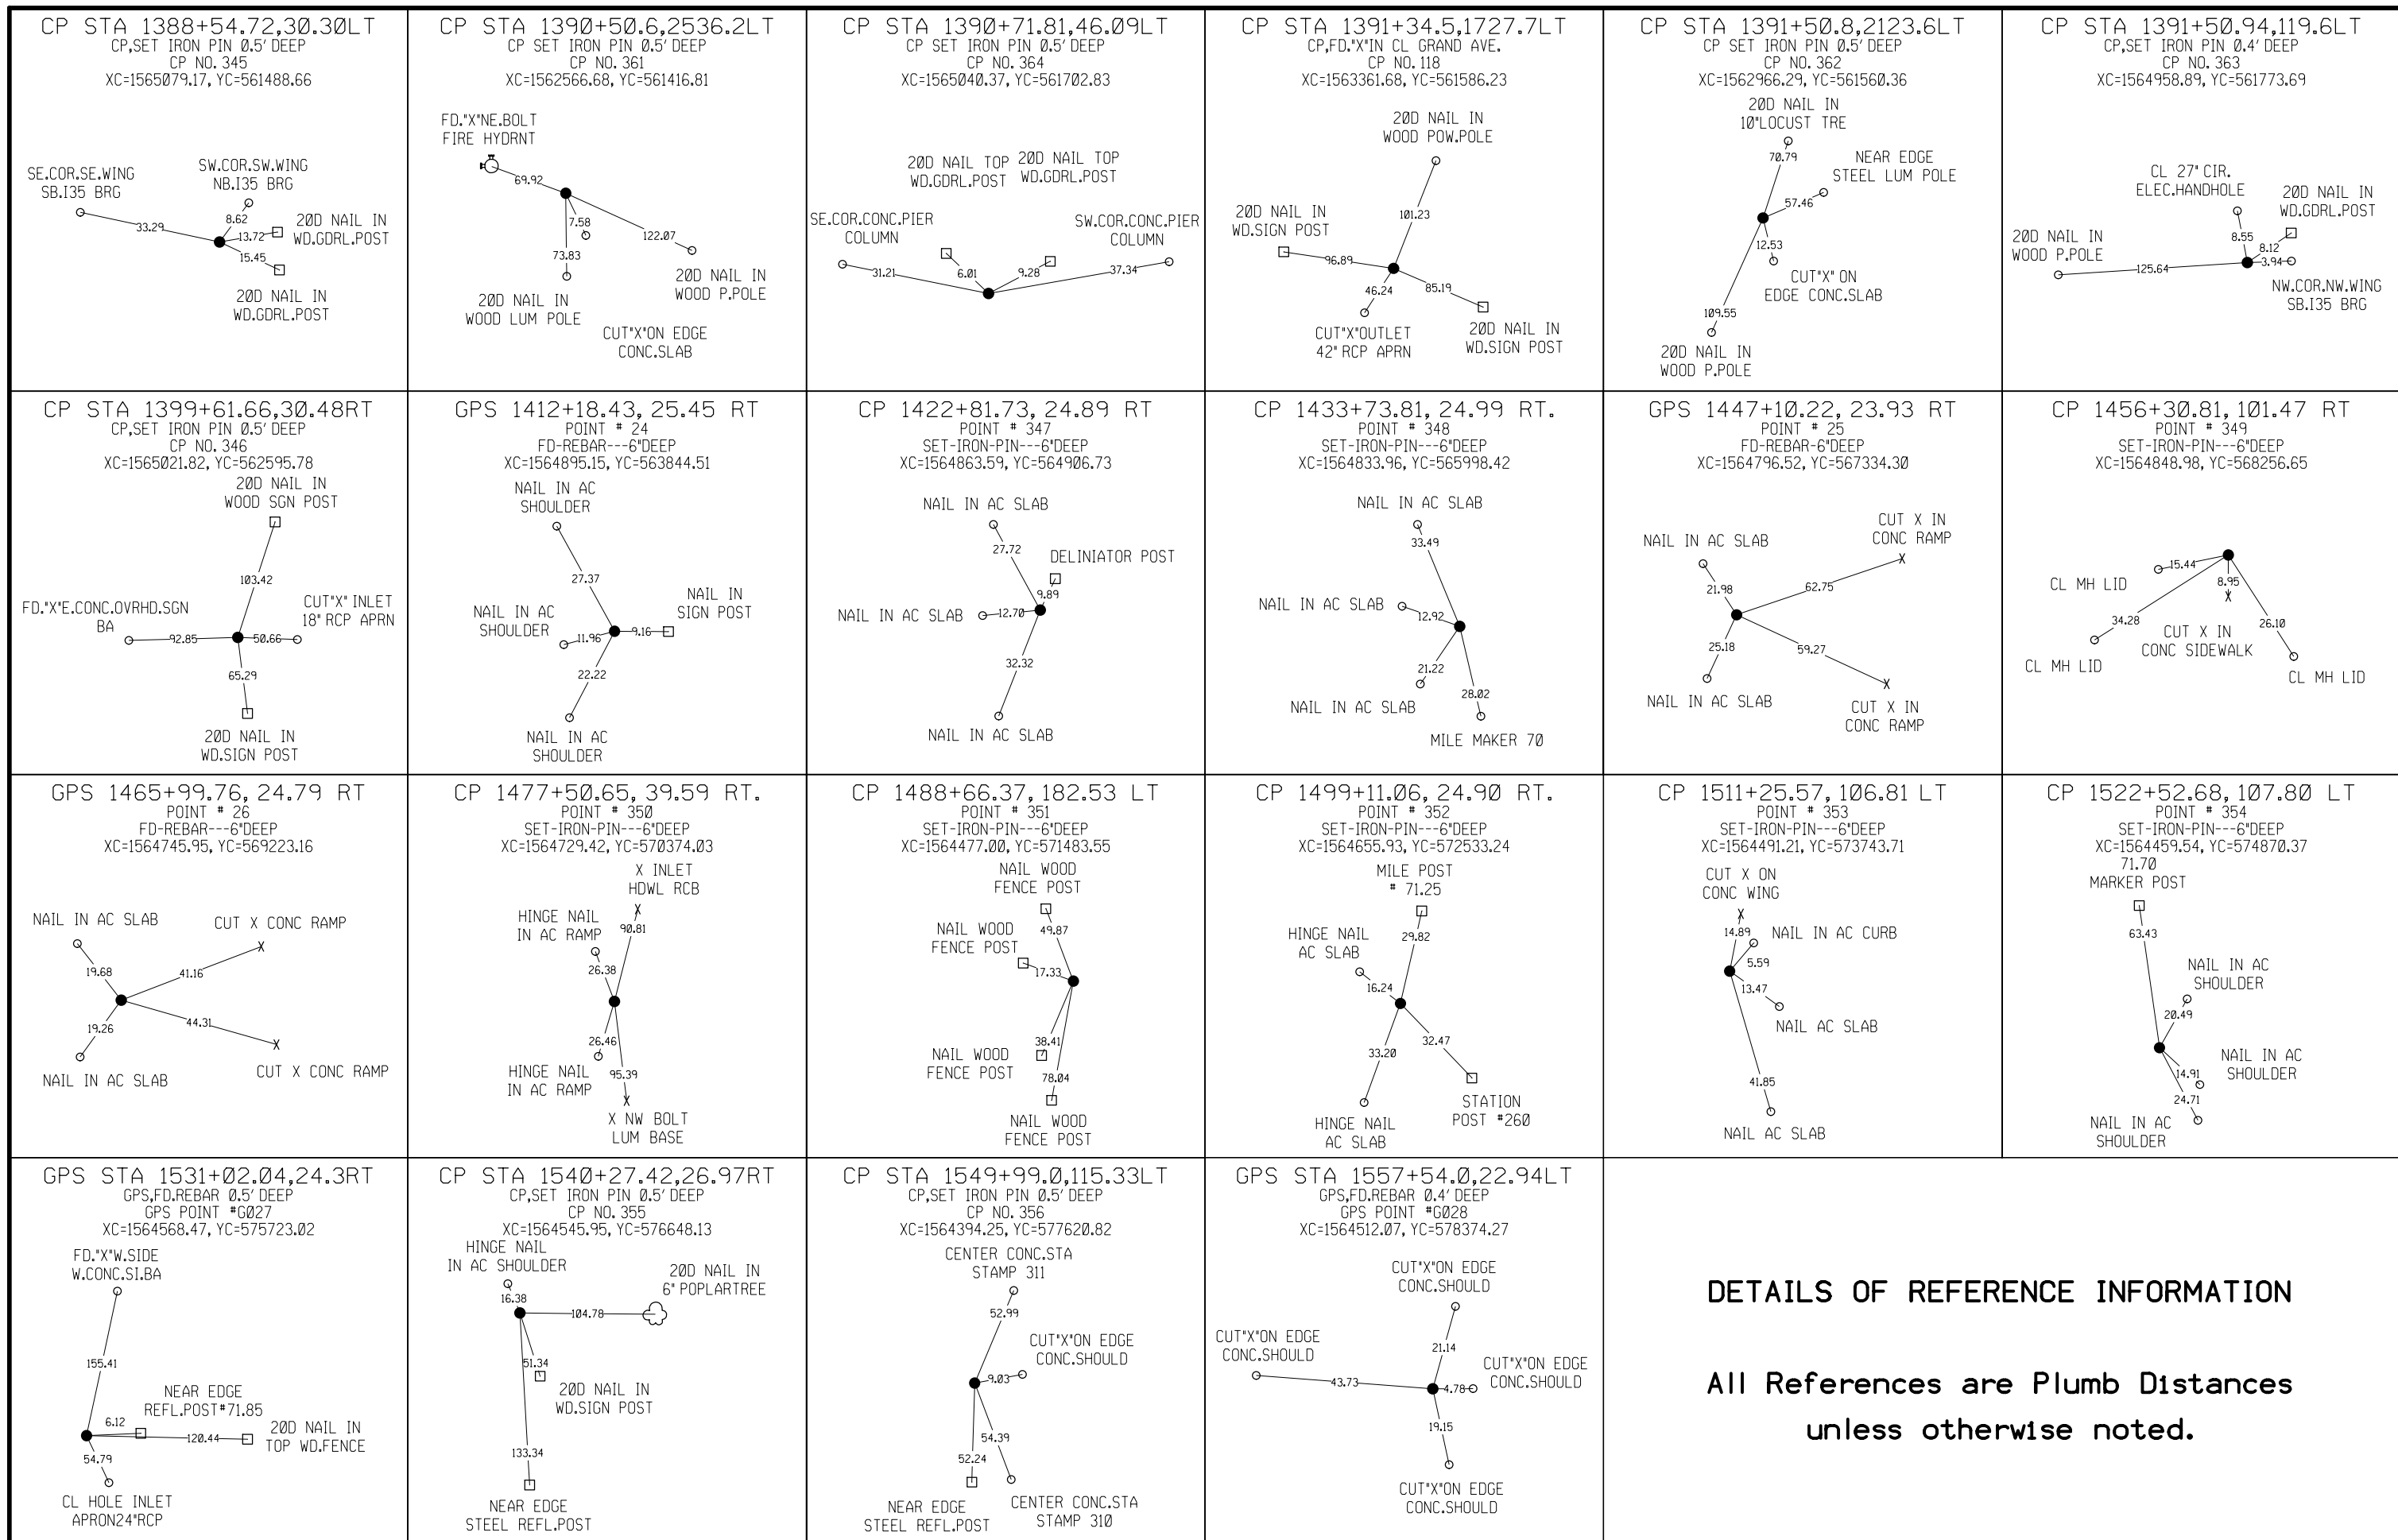 CP STA 1388+54.72,30.30LT
CP,SET IRON PIN 0.5' DEEP
CP NO. 345
XC=1565079.17, YC=561488.66
SE.COR.SE.WING
SB.I35 BRG
SW.COR.SW.WING
NB.I35 BRG
33.29
8.62
13.72
20D NAIL IN
WD.GDRL.POST
15.45
20D NAIL IN
WD.GDRL.POST
CP STA 1390+50.6,2536.2LT
CP SET IRON PIN 0.5' DEEP
CP NO. 361
XC=1562566.68, YC=561416.81
FD."X"NE.BOLT
FIRE HYDRNT
69.92
7.58
122.07
73.83
20D NAIL IN
WOOD P.POLE
20D NAIL IN
WOOD LUM POLE
CUT"X"ON EDGE
CONC.SLAB
CP STA 1390+71.81,46.09LT
CP,SET IRON PIN 0.5' DEEP
CP NO. 364
XC=1565040.37, YC=561702.83
20D NAIL TOP
WD.GDRL.POST
20D NAIL TOP
WD.GDRL.POST
SE.COR.CONC.PIER
COLUMN
SW.COR.CONC.PIER
COLUMN
31.21
6.01
9.28
37.34
CP STA 1391+34.5,1727.7LT
CP,FD."X"IN CL GRAND AVE.
CP NO. 118
XC=1563361.68, YC=561586.23
20D NAIL IN
WOOD POW.POLE
20D NAIL IN
WD.SIGN POST
101.23
96.89
46.24
85.19
CUT"X"OUTLET
42" RCP APRN
20D NAIL IN
WD.SIGN POST
CP STA 1391+50.8,2123.6LT
CP SET IRON PIN 0.5' DEEP
CP NO. 362
XC=1562966.29, YC=561560.36
20D NAIL IN
10"LOCUST TRE
70.79
NEAR EDGE
STEEL LUM POLE
57.46
12.53
CUT"X" ON
EDGE CONC.SLAB
109.55
20D NAIL IN
WOOD P.POLE
CP STA 1391+50.94,119.6LT
CP,SET IRON PIN 0.4' DEEP
CP NO. 363
XC=1564958.89, YC=561773.69
CL 27" CIR.
ELEC.HANDHOLE
20D NAIL IN
WD.GDRL.POST
20D NAIL IN
WOOD P.POLE
8.55
8.12
125.64
3.94
NW.COR.NW.WING
SB.I35 BRG
CP STA 1399+61.66,30.48RT
CP,SET IRON PIN 0.5' DEEP
CP NO. 346
XC=1565021.82, YC=562595.78
20D NAIL IN
WOOD SGN POST
103.42
FD."X"E.CONC.OVRHD.SGN
BA
CUT"X" INLET
18" RCP APRN
92.85
50.66
65.29
20D NAIL IN
WD.SIGN POST
GPS 1412+18.43, 25.45 RT
POINT # 24
FD-REBAR---6"DEEP
XC=1564895.15, YC=563844.51
NAIL IN AC
SHOULDER
27.37
NAIL IN AC
SHOULDER
NAIL IN
SIGN POST
11.96
9.16
22.22
NAIL IN AC
SHOULDER
CP 1422+81.73, 24.89 RT
POINT # 347
SET-IRON-PIN---6"DEEP
XC=1564863.59, YC=564906.73
NAIL IN AC SLAB
27.72
DELINIATOR POST
9.89
NAIL IN AC SLAB
12.70
32.32
NAIL IN AC SLAB
CP 1433+73.81, 24.99 RT.
POINT # 348
SET-IRON-PIN---6"DEEP
XC=1564833.96, YC=565998.42
NAIL IN AC SLAB
33.49
NAIL IN AC SLAB
12.92
21.22
28.02
NAIL IN AC SLAB
MILE MAKER 70
GPS 1447+10.22, 23.93 RT
POINT # 25
FD-REBAR-6"DEEP
XC=1564796.52, YC=567334.30
CUT X IN
CONC RAMP
NAIL IN AC SLAB
21.98
62.75
25.18
59.27
NAIL IN AC SLAB
CUT X IN
CONC RAMP
CP 1456+30.81, 101.47 RT
POINT # 349
SET-IRON-PIN---6"DEEP
XC=1564848.98, YC=568256.65
15.44
CL MH LID
8.95
34.28
26.10
CUT X IN
CONC SIDEWALK
CL MH LID
CL MH LID
GPS 1465+99.76, 24.79 RT
POINT # 26
FD-REBAR---6"DEEP
XC=1564745.95, YC=569223.16
NAIL IN AC SLAB
CUT X CONC RAMP
19.68
41.16
19.26
44.31
NAIL IN AC SLAB
CUT X CONC RAMP
CP 1477+50.65, 39.59 RT.
POINT # 350
SET-IRON-PIN---6"DEEP
XC=1564729.42, YC=570374.03
X INLET
HDWL RCB
HINGE NAIL
IN AC RAMP
90.81
26.38
26.46
HINGE NAIL
IN AC RAMP
95.39
X NW BOLT
LUM BASE
CP 1488+66.37, 182.53 LT
POINT # 351
SET-IRON-PIN---6"DEEP
XC=1564477.00, YC=571483.55
NAIL WOOD
FENCE POST
NAIL WOOD
FENCE POST
49.87
17.33
38.41
NAIL WOOD
FENCE POST
78.04
NAIL WOOD
FENCE POST
CP 1499+11.06, 24.90 RT.
POINT # 352
SET-IRON-PIN---6"DEEP
XC=1564655.93, YC=572533.24
MILE POST
# 71.25
HINGE NAIL
AC SLAB
29.82
16.24
33.20
32.47
STATION
POST #260
HINGE NAIL
AC SLAB
CP 1511+25.57, 106.81 LT
POINT # 353
SET-IRON-PIN---6"DEEP
XC=1564491.21, YC=573743.71
CUT X ON
CONC WING
14.89
NAIL IN AC CURB
5.59
13.47
NAIL AC SLAB
41.85
NAIL AC SLAB
CP 1522+52.68, 107.80 LT
POINT # 354
SET-IRON-PIN---6"DEEP
XC=1564459.54, YC=574870.37
71.70
MARKER POST
63.43
NAIL IN AC
SHOULDER
20.49
NAIL IN AC
SHOULDER
14.91
24.71
NAIL IN AC
SHOULDER
GPS STA 1531+02.04,24.3RT
GPS,FD.REBAR 0.5' DEEP
GPS POINT #G027
XC=1564568.47, YC=575723.02
FD."X"W.SIDE
W.CONC.SI.BA
155.41
NEAR EDGE
REFL.POST#71.85
6.12
120.44
20D NAIL IN
TOP WD.FENCE
54.79
CL HOLE INLET
APRON24"RCP
CP STA 1540+27.42,26.97RT
CP,SET IRON PIN 0.5' DEEP
CP NO. 355
XC=1564545.95, YC=576648.13
HINGE NAIL
IN AC SHOULDER
20D NAIL IN
6" POPLARTREE
16.38
104.78
51.34
20D NAIL IN
WD.SIGN POST
133.34
NEAR EDGE
STEEL REFL.POST
CP STA 1549+99.0,115.33LT
CP,SET IRON PIN 0.5' DEEP
CP NO. 356
XC=1564394.25, YC=577620.82
CENTER CONC.STA
STAMP 311
52.99
CUT"X"ON EDGE
CONC.SHOULD
9.03
54.39
52.24
NEAR EDGE
STEEL REFL.POST
CENTER CONC.STA
STAMP 310
GPS STA 1557+54.0,22.94LT
GPS,FD.REBAR 0.4' DEEP
GPS POINT #G028
XC=1564512.07, YC=578374.27
CUT"X"ON EDGE
CONC.SHOULD
CUT"X"ON EDGE
CONC.SHOULD
21.14
CUT"X"ON EDGE
CONC.SHOULD
43.73
4.78
19.15
CUT"X"ON EDGE
CONC.SHOULD
DETAILS OF REFERENCE INFORMATION
All References are Plumb Distances
unless otherwise noted.